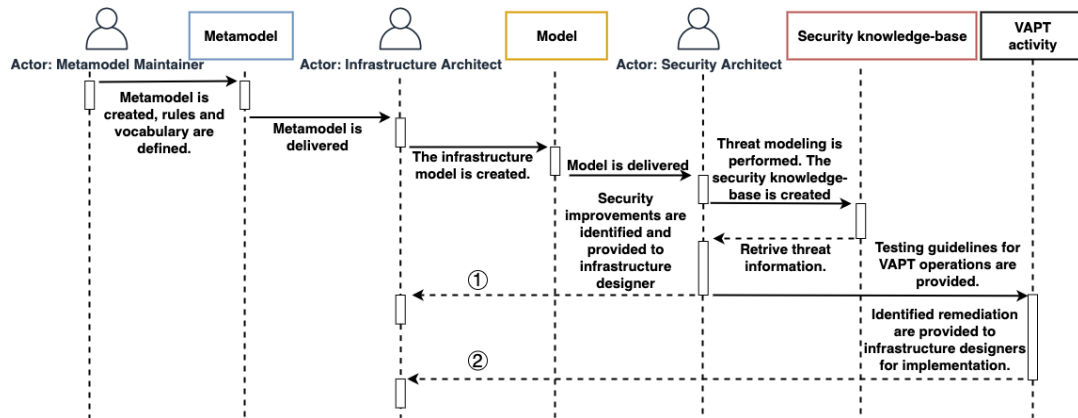 Metamodel
Model
Security knowledge-base
VAPT
activity
Actor: Metamodel Maintainer
Actor: Infrastructure Architect
Actor: Security Architect
Metamodel is
created, rules and
vocabulary are
defined.
Metamodel is
delivered
The infrastructure
model is created.
Model is delivered
Threat modeling is
performed. The
security knowledge-
base is created
Security
improvements are
identified and
provided to
infrastructure
designer
Retrive threat
information.
Testing guidelines for
VAPT operations are
provided.
①
Identified remediation
are provided to
infrastructure designers
for implementation.
②